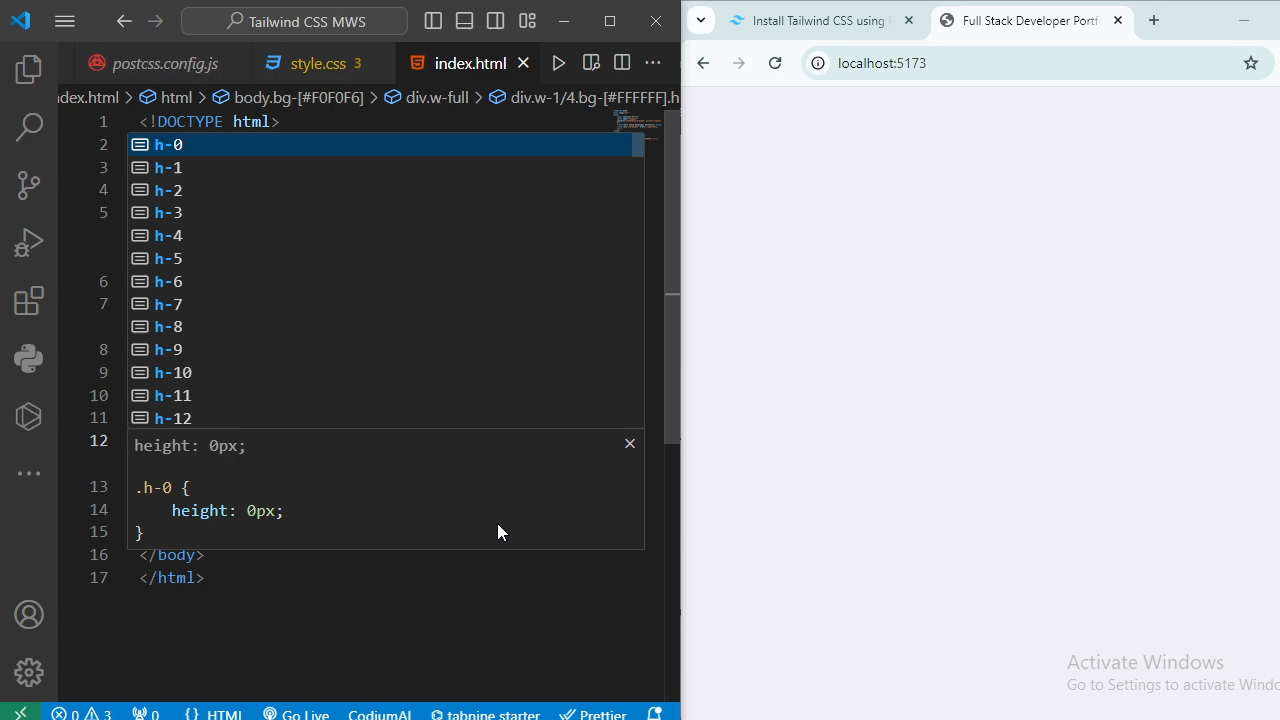 Tailwind CSS MWS
postcss.config.js
style.css 3
index.html
dex.html > html > body.bg-[#F0F0F6] > div.w-full > div.w-1/4.bg-[#FFFFFF].h
1 <!DOCTYPE html>
2 h-0
3 h-1
4 h-2
5 h-3
h-4
h-5
6 h-6
7 h-7
h-8
8 h-9
9 h-10
10 h-11
11 h-12
12 height: 0px;
13 .h-0 {
14 height: 0px;
15 }
16 </body>
17 </html>
0 3 0 {} HTML Go Live CodiumAI tabnine starter Prettier
Install Tailwind CSS using
Full Stack Developer Portf
localhost:5173
Activate Windows
Go to Settings to activate Windo